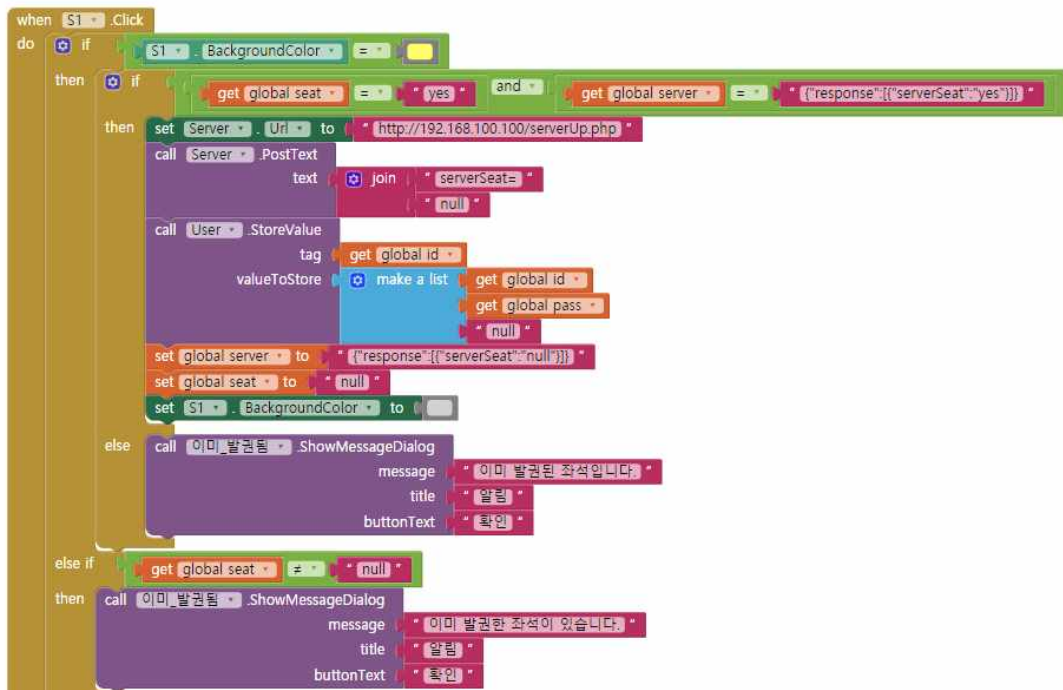 when S1 .Click
do if S1 . BackgroundColor =
then if get global seat = " yes " and get global server = " {"response":[{"serverSeat":"yes"}]} "
then set Server . Url to " http://192.168.100.100/serverUp.php "
call Server .PostText
text join " serverSeat= "
" null "
call User .StoreValue
tag get global id
valueToStore make a list get global id
get global pass
" null "
set global server to " {"response":[{"serverSeat":"null"}]} "
set global seat to " null "
set S1 . BackgroundColor to
else call 이미_발권됨 .ShowMessageDialog
message " 이미 발권된 좌석입니다. "
title " 알림 "
buttonText " 확인 "
else if get global seat ≠ " null "
then call 이미_발권됨 .ShowMessageDialog
message " 이미 발권한 좌석이 있습니다. "
title " 알림 "
buttonText " 확인 "